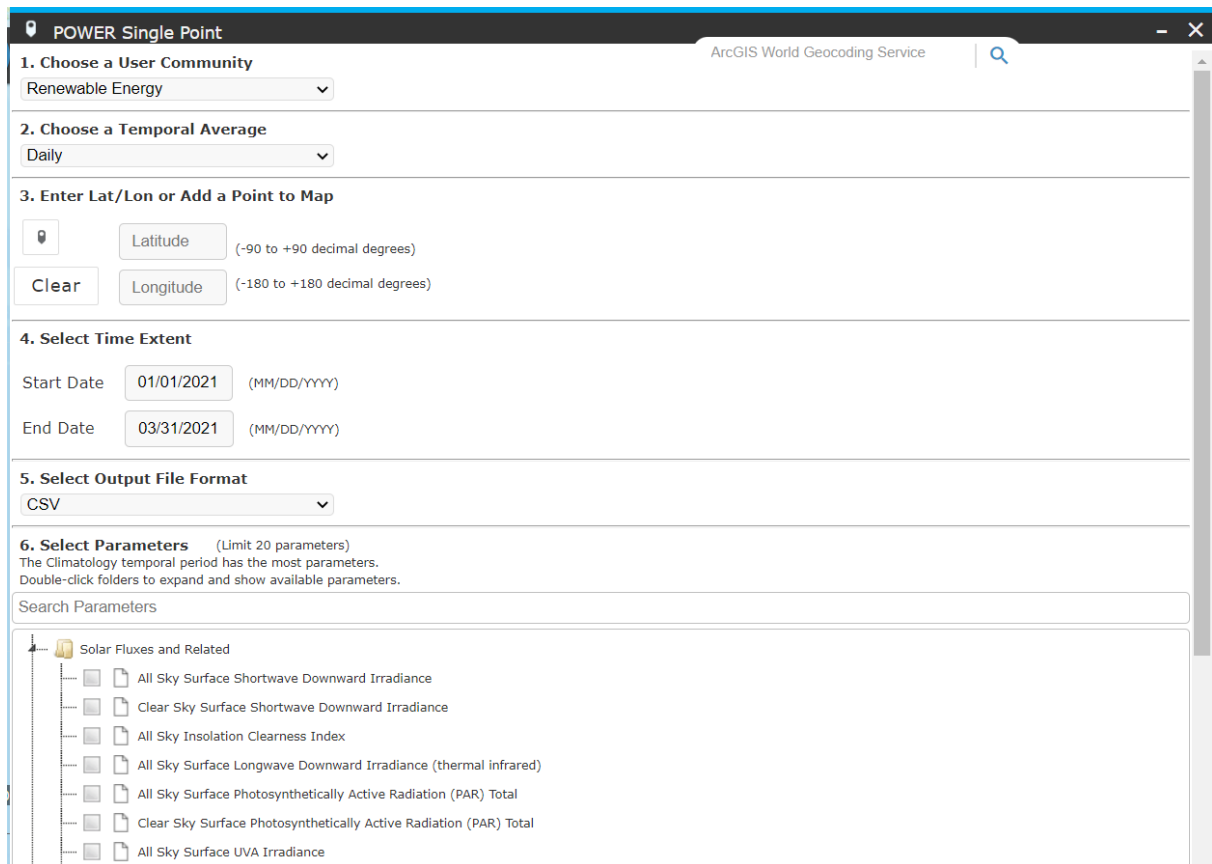 POWER Single Point
ArcGIS World Geocoding Service
1. Choose a User Community
Renewable Energy
2. Choose a Temporal Average
Daily
3. Enter Lat/Lon or Add a Point to Map
Latitude (-90 to +90 decimal degrees)
Clear Longitude (-180 to +180 decimal degrees)
4. Select Time Extent
Start Date 01/01/2021 (MM/DD/YYYY)
End Date 03/31/2021 (MM/DD/YYYY)
5. Select Output File Format
CSV
6. Select Parameters (Limit 20 parameters)
The Climatology temporal period has the most parameters.
Double-click folders to expand and show available parameters.
Search Parameters
Solar Fluxes and Related
All Sky Surface Shortwave Downward Irradiance
Clear Sky Surface Shortwave Downward Irradiance
All Sky Insolation Clearness Index
All Sky Surface Longwave Downward Irradiance (thermal infrared)
All Sky Surface Photosynthetically Active Radiation (PAR) Total
Clear Sky Surface Photosynthetically Active Radiation (PAR) Total
All Sky Surface UVA Irradiance